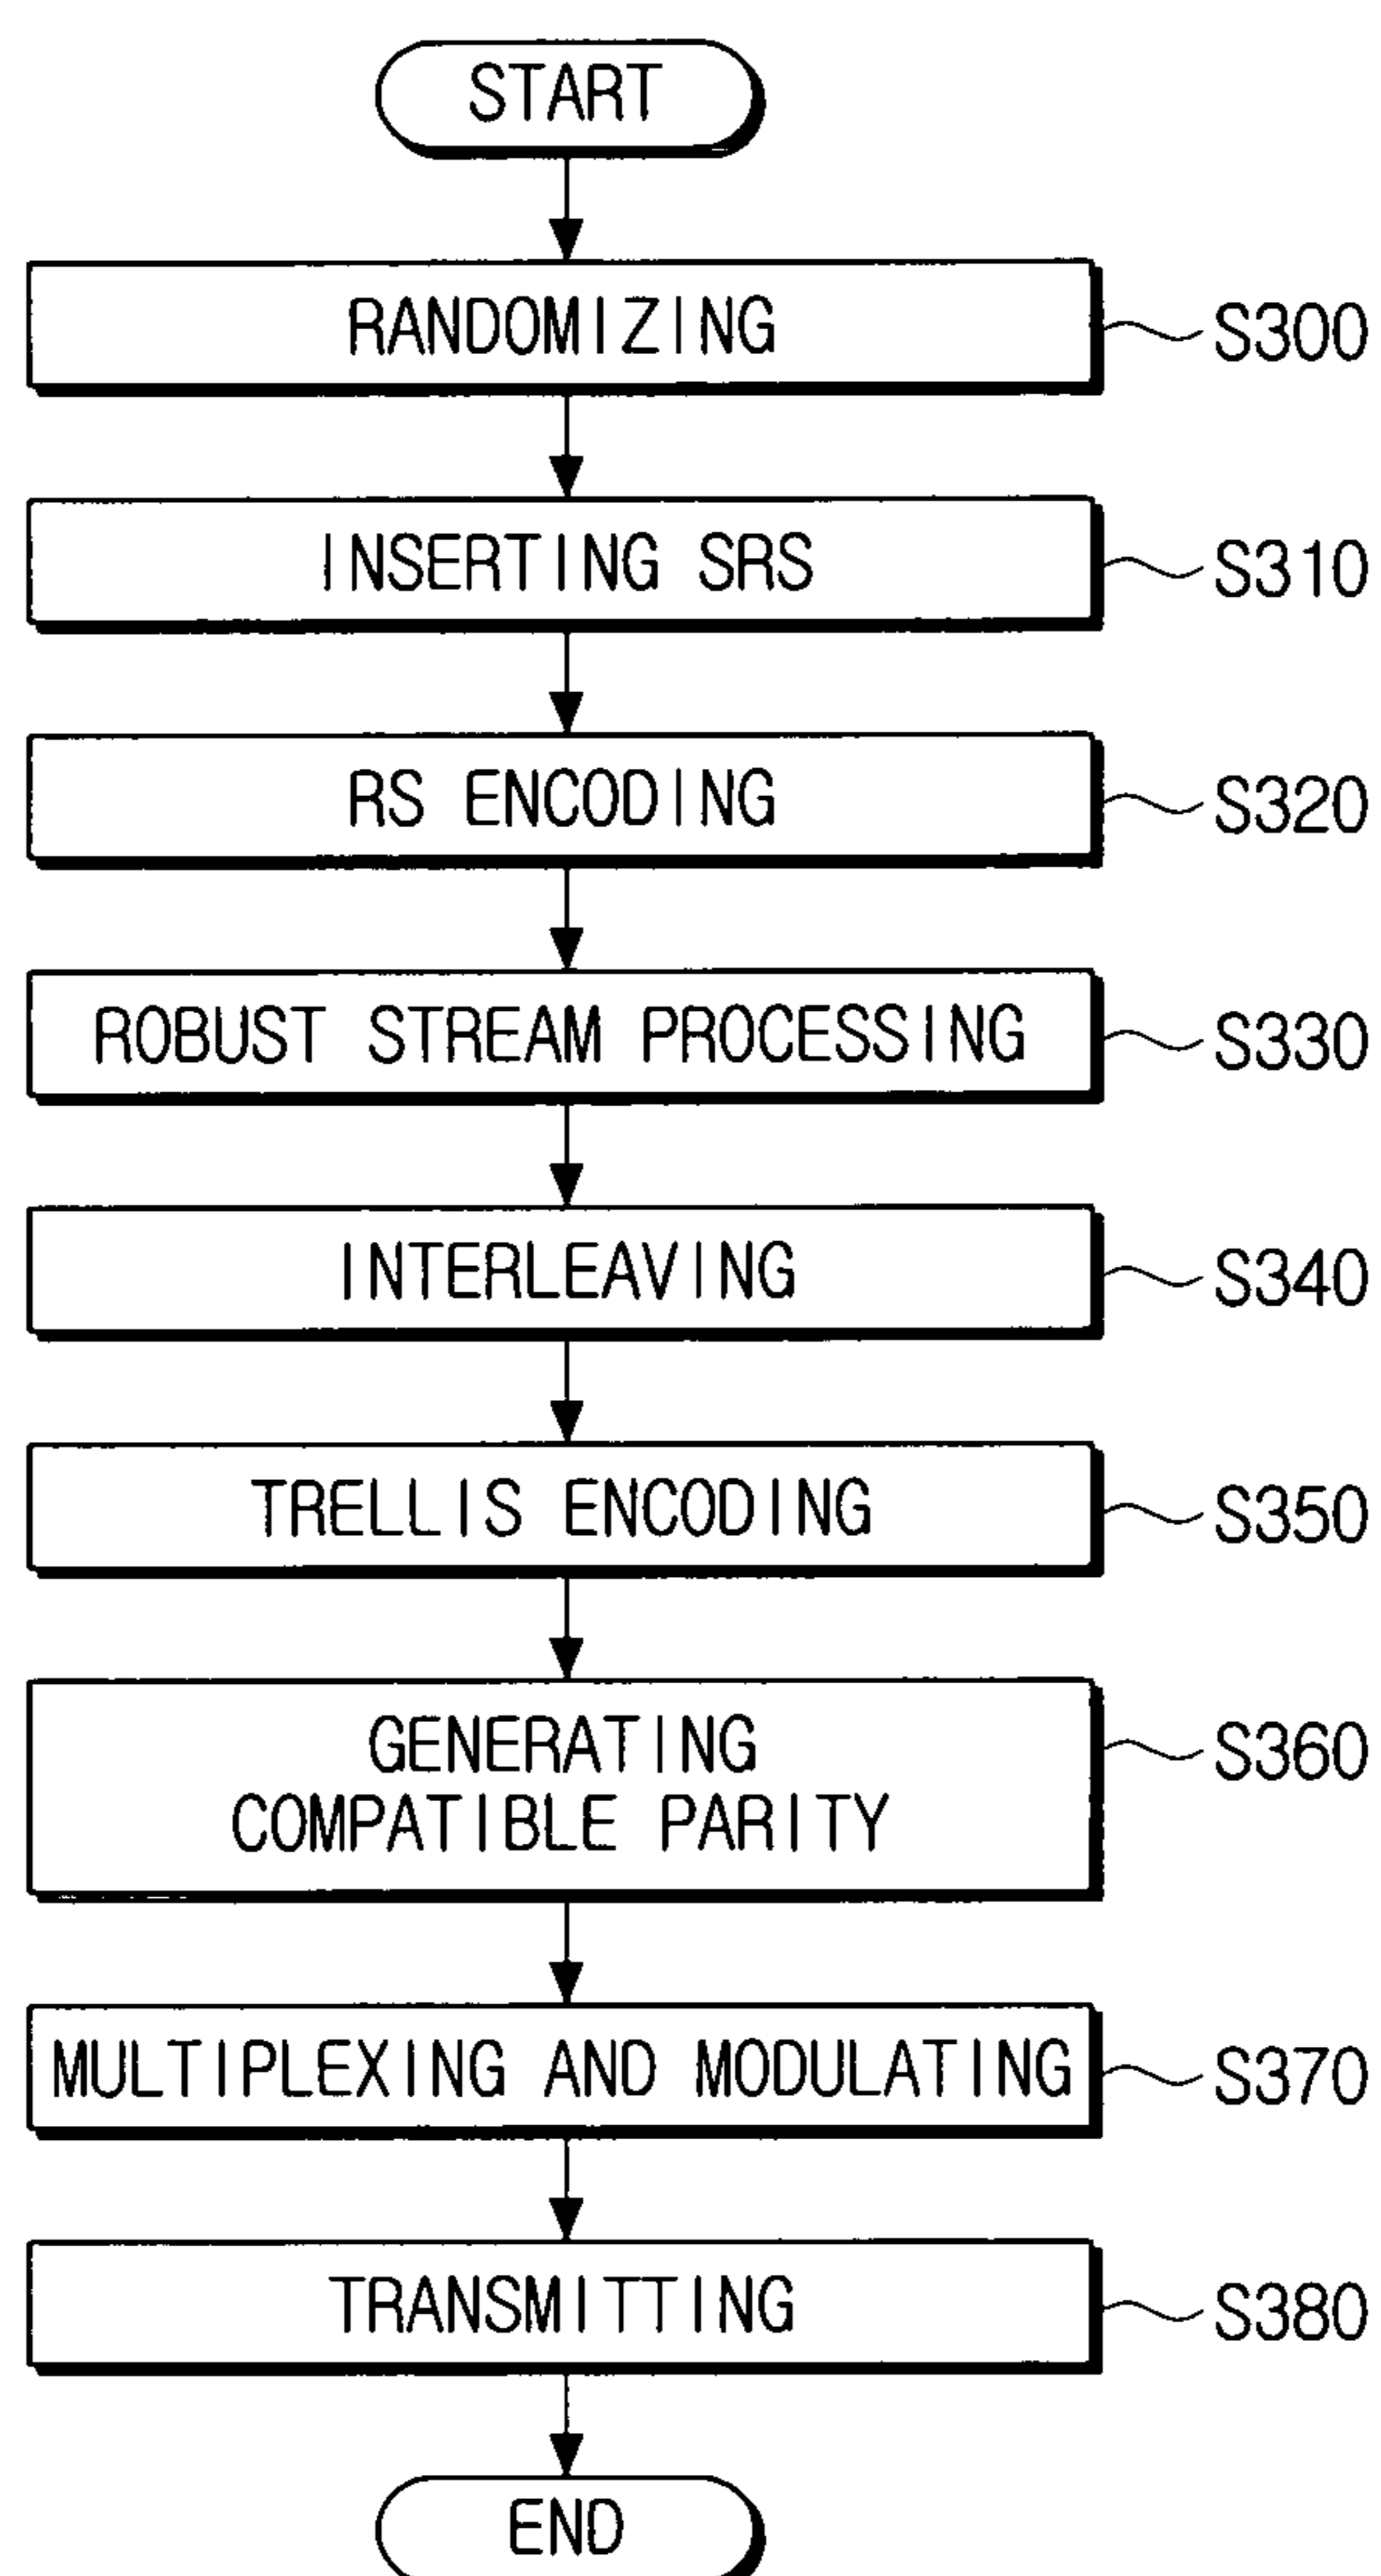 START
RANDOMIZING
S300
INSERTING SRS
S310
RS ENCODING
S320
ROBUST STREAM PROCESSING
S330
INTERLEAVING
S340
TRELLIS ENCODING
S350
GENERATING
COMPATIBLE PARITY
S360
MULTIPLEXING AND MODULATING
S370
TRANSMITTING
S380
END